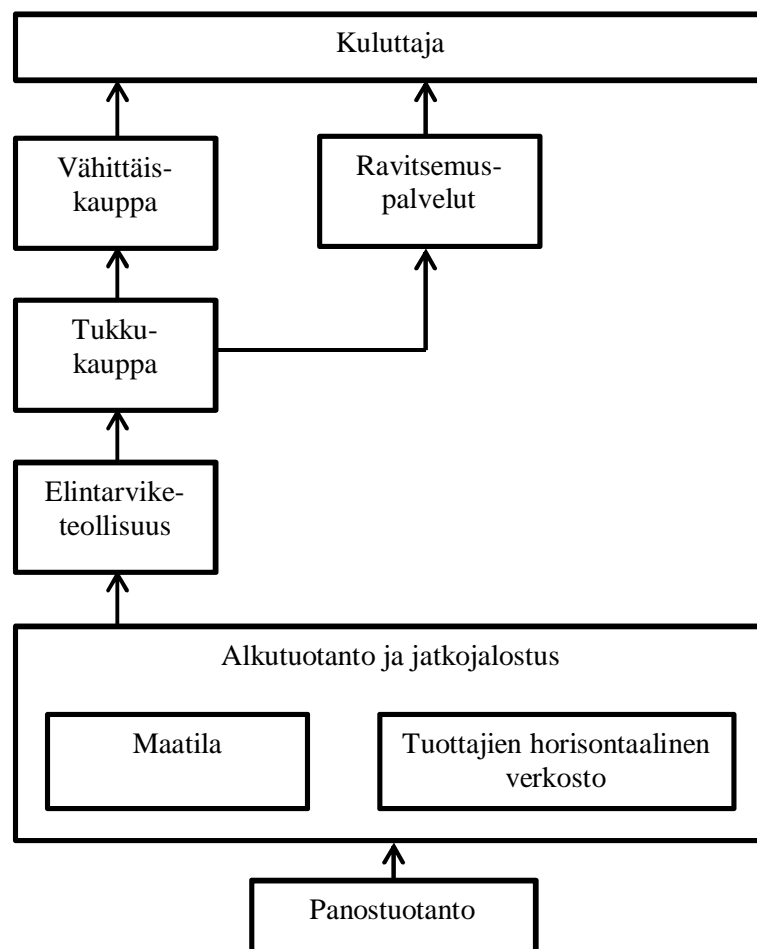 Kuluttaja
Vähittäis-
kauppa
Ravitsemus-
palvelut
Tukku-
kauppa
Elintarvike-
teollisuus
Alkutuotanto ja jatkojalostus
Maatila
Tuottajien horisontaalinen
verkosto
Panostuotanto